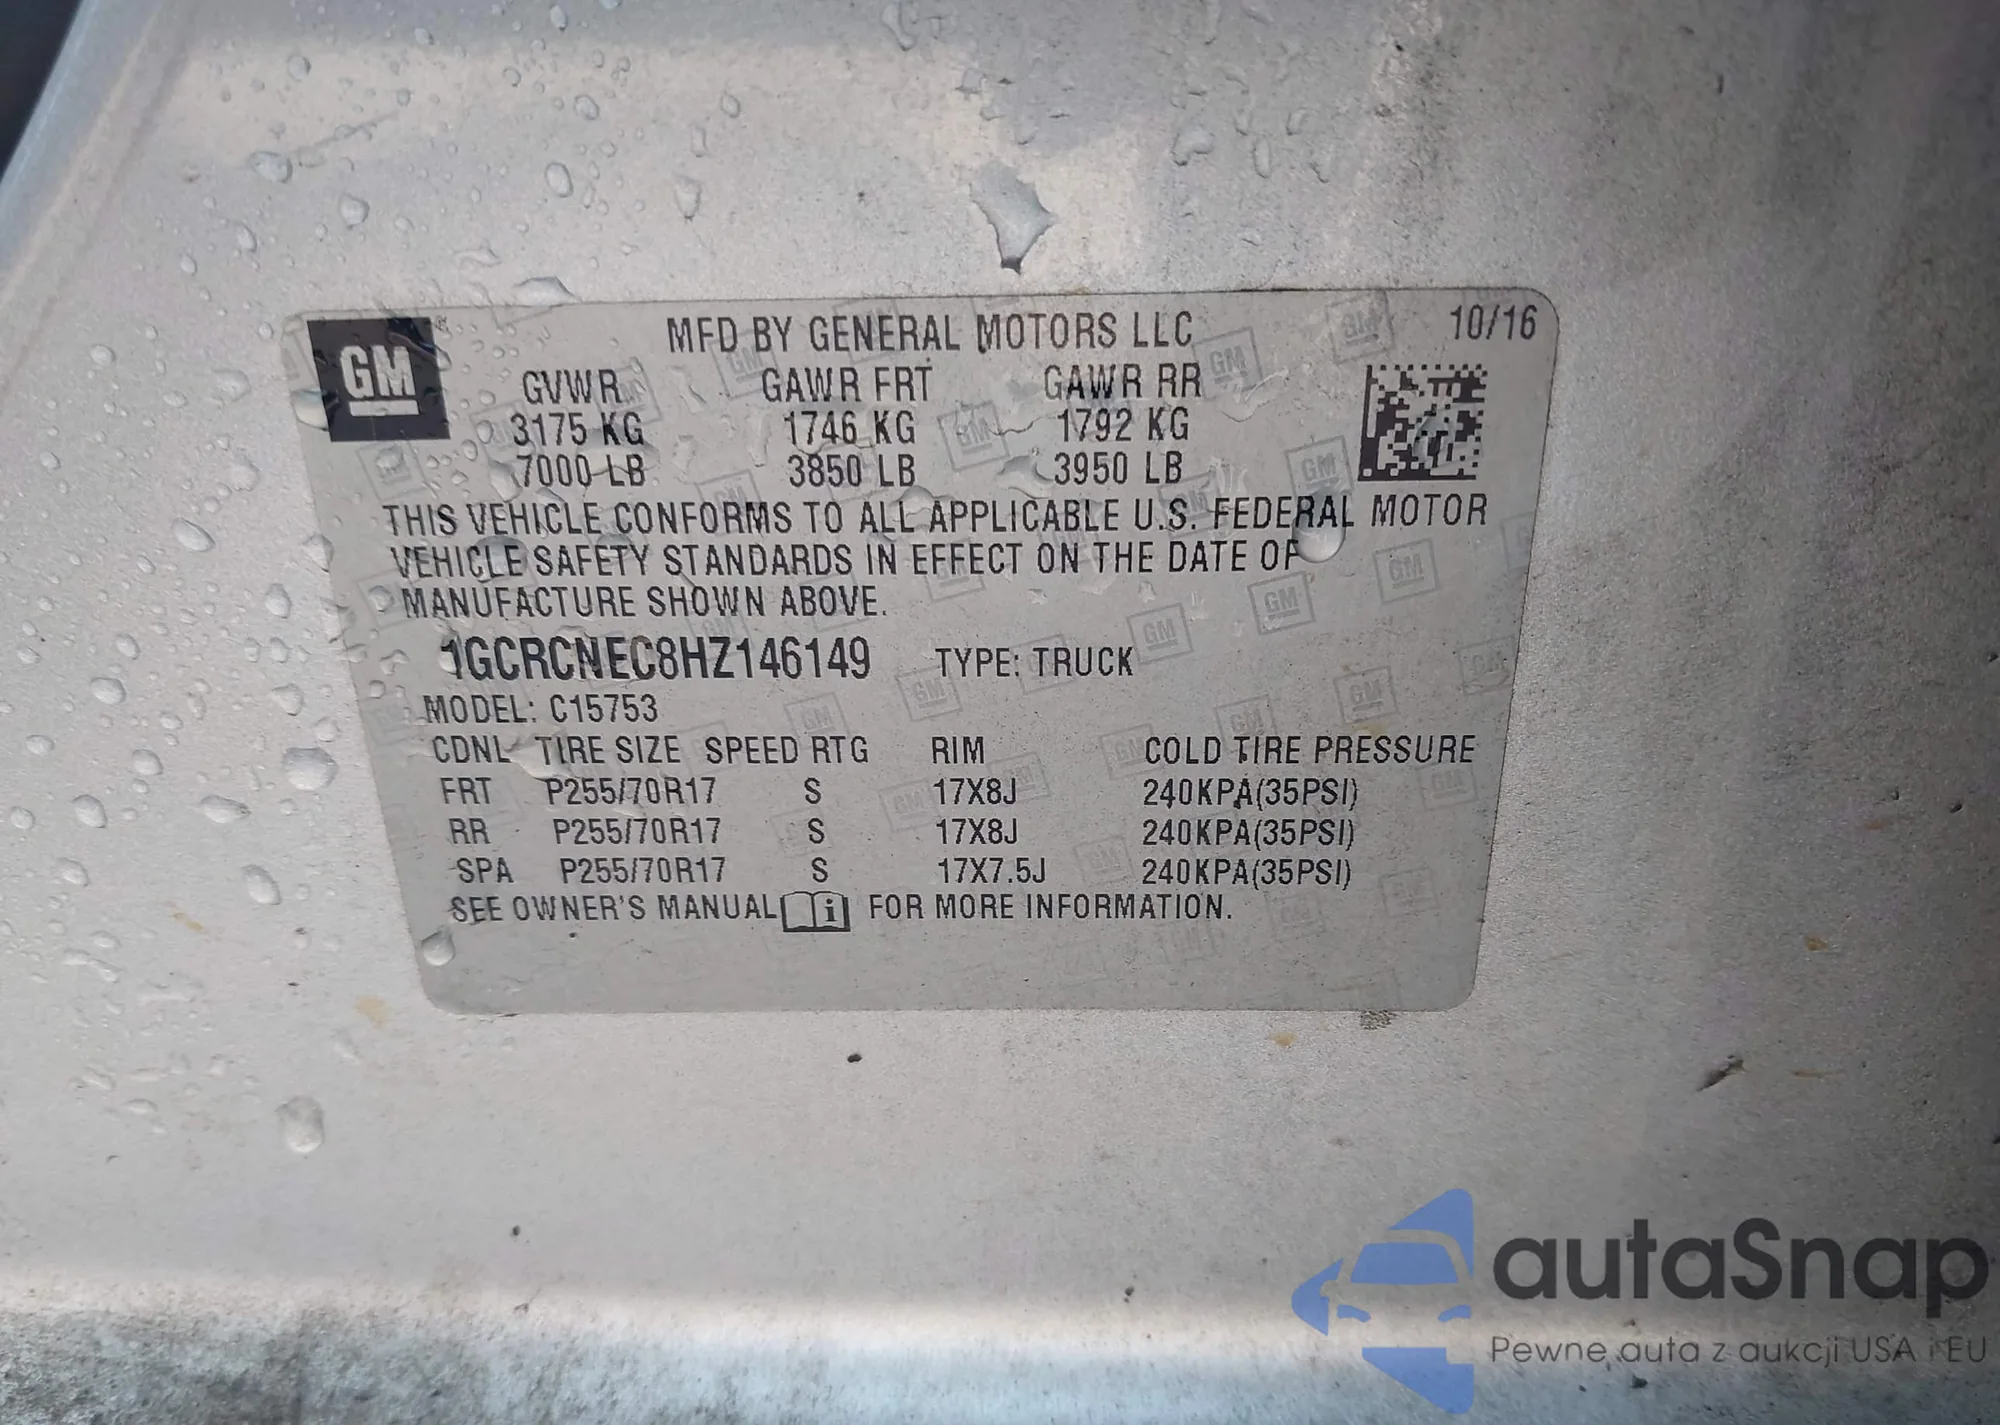 GM
MFD BY GENERAL MOTORS LLC 10/16
GVWR GAWR FRT GAWR RR
3175 KG 1746 KG 1792 KG
7000 LB 3850 LB 3950 LB
THIS VEHICLE CONFORMS TO ALL APPLICABLE U.S. FEDERAL MOTOR
VEHICLE SAFETY STANDARDS IN EFFECT ON THE DATE OF
MANUFACTURE SHOWN ABOVE.
1GCRCNEC8HZ146149 TYPE: TRUCK
MODEL: C15753
CDNL TIRE SIZE SPEED RTG RIM COLD TIRE PRESSURE
FRT P255/70R17 S 17X8J 240KPA(35PSI)
RR P255/70R17 S 17X8J 240KPA(35PSI)
SPA P255/70R17 S 17X7.5J 240KPA(35PSI)
SEE OWNER'S MANUAL i FOR MORE INFORMATION.
autaSnap
Pewne auta z aukcji USA i EU